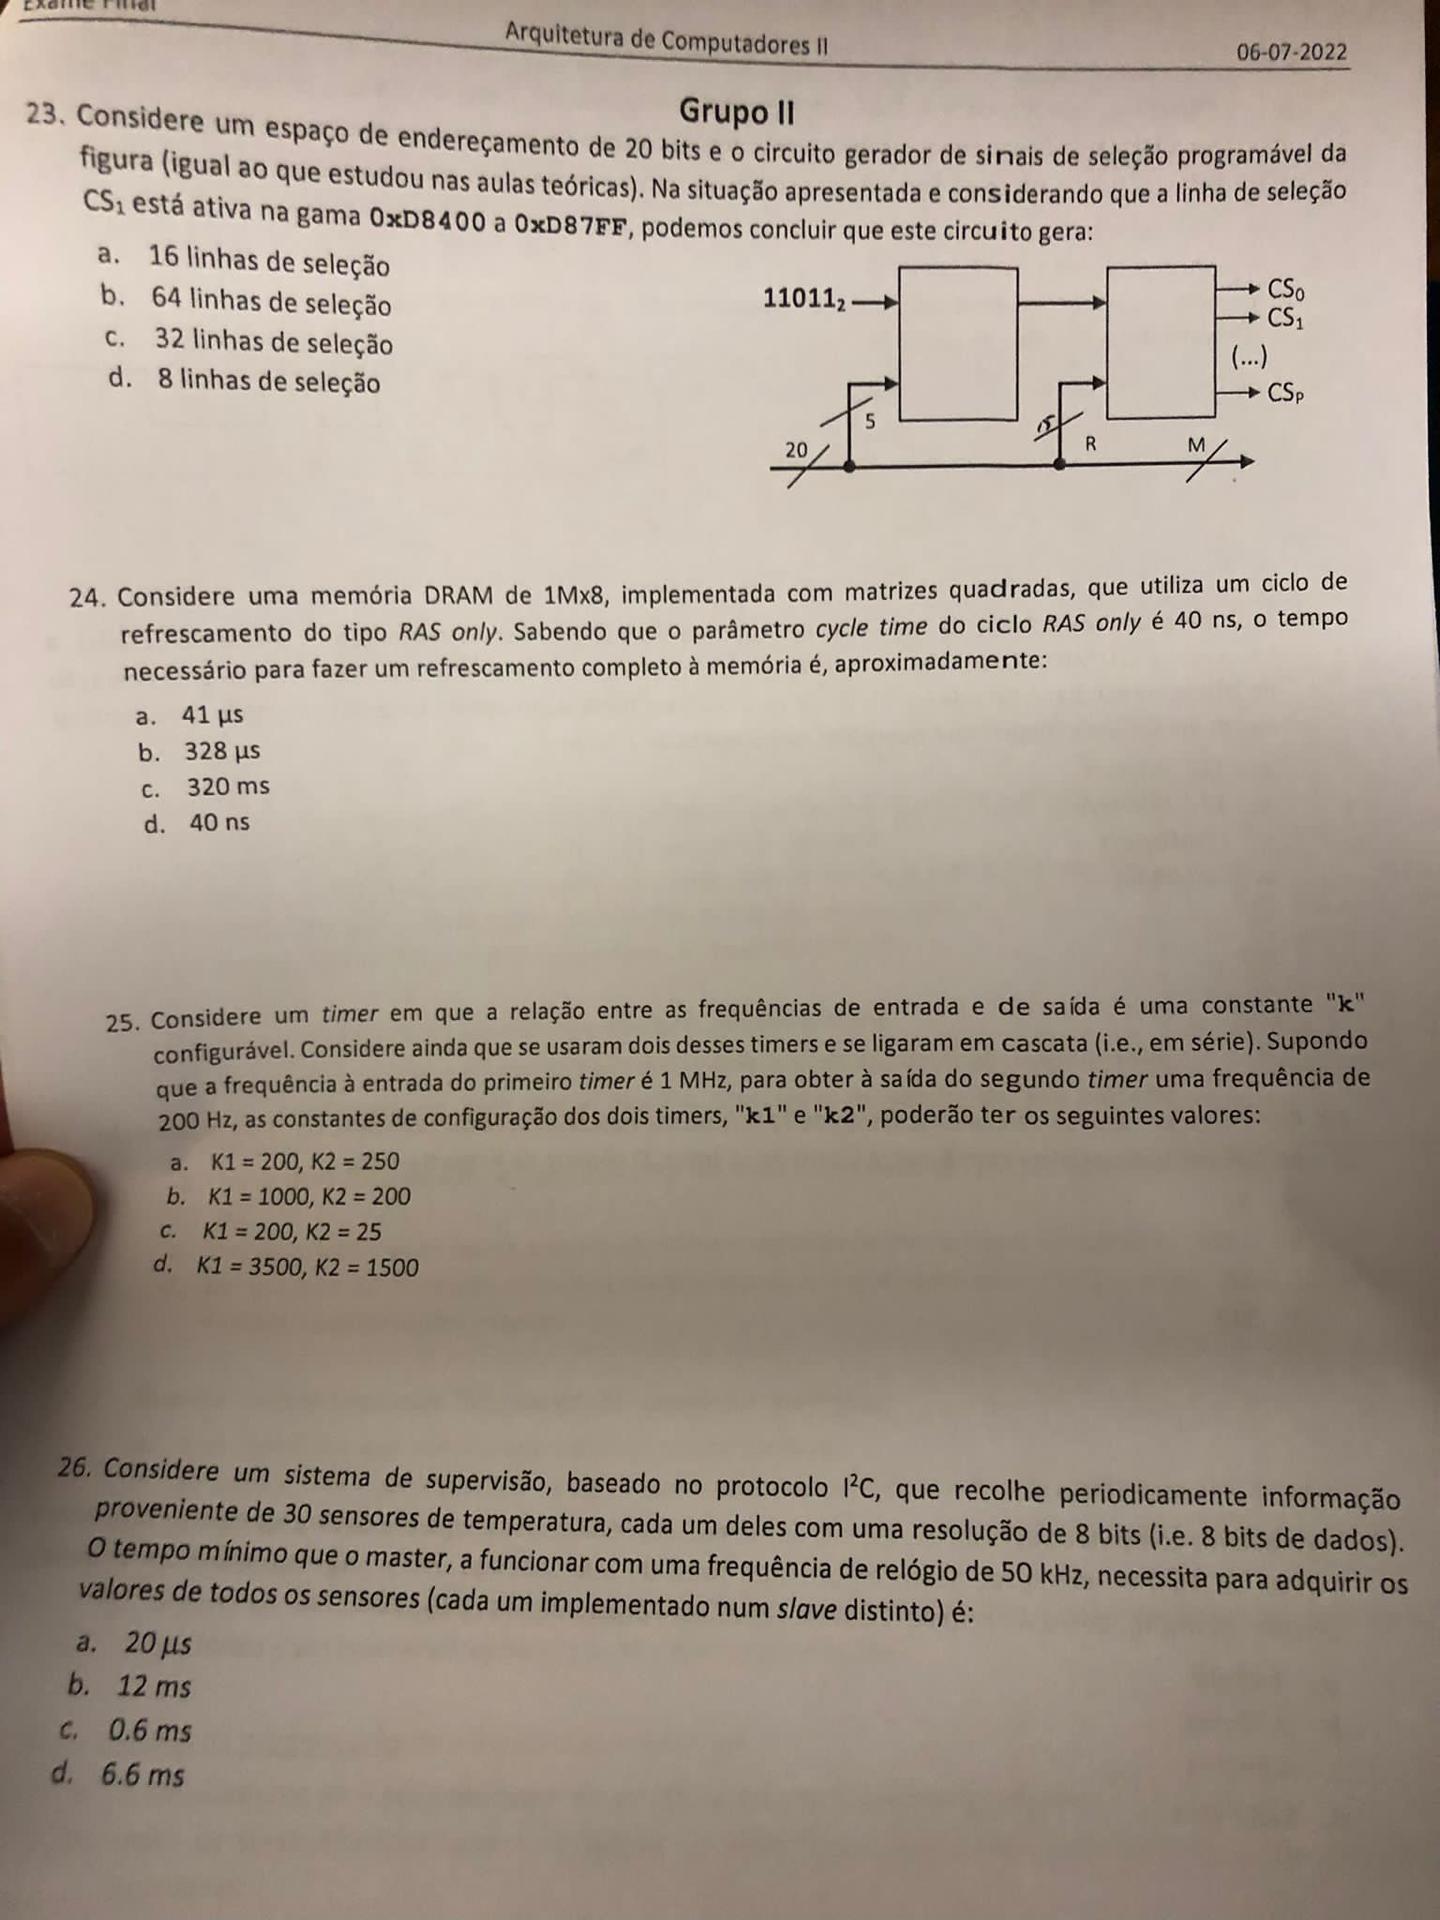 Exame Final
Arquitetura de Computadores II
06-07-2022
Grupo II
23. Considere um espaço de endereçamento de 20 bits e o circuito gerador de sinais de seleção programável da
figura (igual ao que estudou nas aulas teóricas). Na situação apresentada e considerando que a linha de seleção
CS₁ está ativa na gama 0xD8400 a 0xD87FF, podemos concluir que este circuito gera:
a. 16 linhas de seleção
b. 64 linhas de seleção
c. 32 linhas de seleção
d. 8 linhas de seleção
11011₂
CS₀
CS₁
(...)
CSₚ
5
20
R
M
24. Considere uma memória DRAM de 1Mx8, implementada com matrizes quadradas, que utiliza um ciclo de
refrescamento do tipo RAS only. Sabendo que o parâmetro cycle time do ciclo RAS only é 40 ns, o tempo
necessário para fazer um refrescamento completo à memória é, aproximadamente:
a. 41 µs
b. 328 µs
c. 320 ms
d. 40 ns
25. Considere um timer em que a relação entre as frequências de entrada e de saída é uma constante "k"
configurável. Considere ainda que se usaram dois desses timers e se ligaram em cascata (i.e., em série). Supondo
que a frequência à entrada do primeiro timer é 1 MHz, para obter à saída do segundo timer uma frequência de
200 Hz, as constantes de configuração dos dois timers, "k1" e "k2", poderão ter os seguintes valores:
a. K1 = 200, K2 = 250
b. K1 = 1000, K2 = 200
c. K1 = 200, K2 = 25
d. K1 = 3500, K2 = 1500
26. Considere um sistema de supervisão, baseado no protocolo I²C, que recolhe periodicamente informação
proveniente de 30 sensores de temperatura, cada um deles com uma resolução de 8 bits (i.e. 8 bits de dados).
O tempo mínimo que o master, a funcionar com uma frequência de relógio de 50 kHz, necessita para adquirir os
valores de todos os sensores (cada um implementado num slave distinto) é:
a. 20 µs
b. 12 ms
c. 0.6 ms
d. 6.6 ms